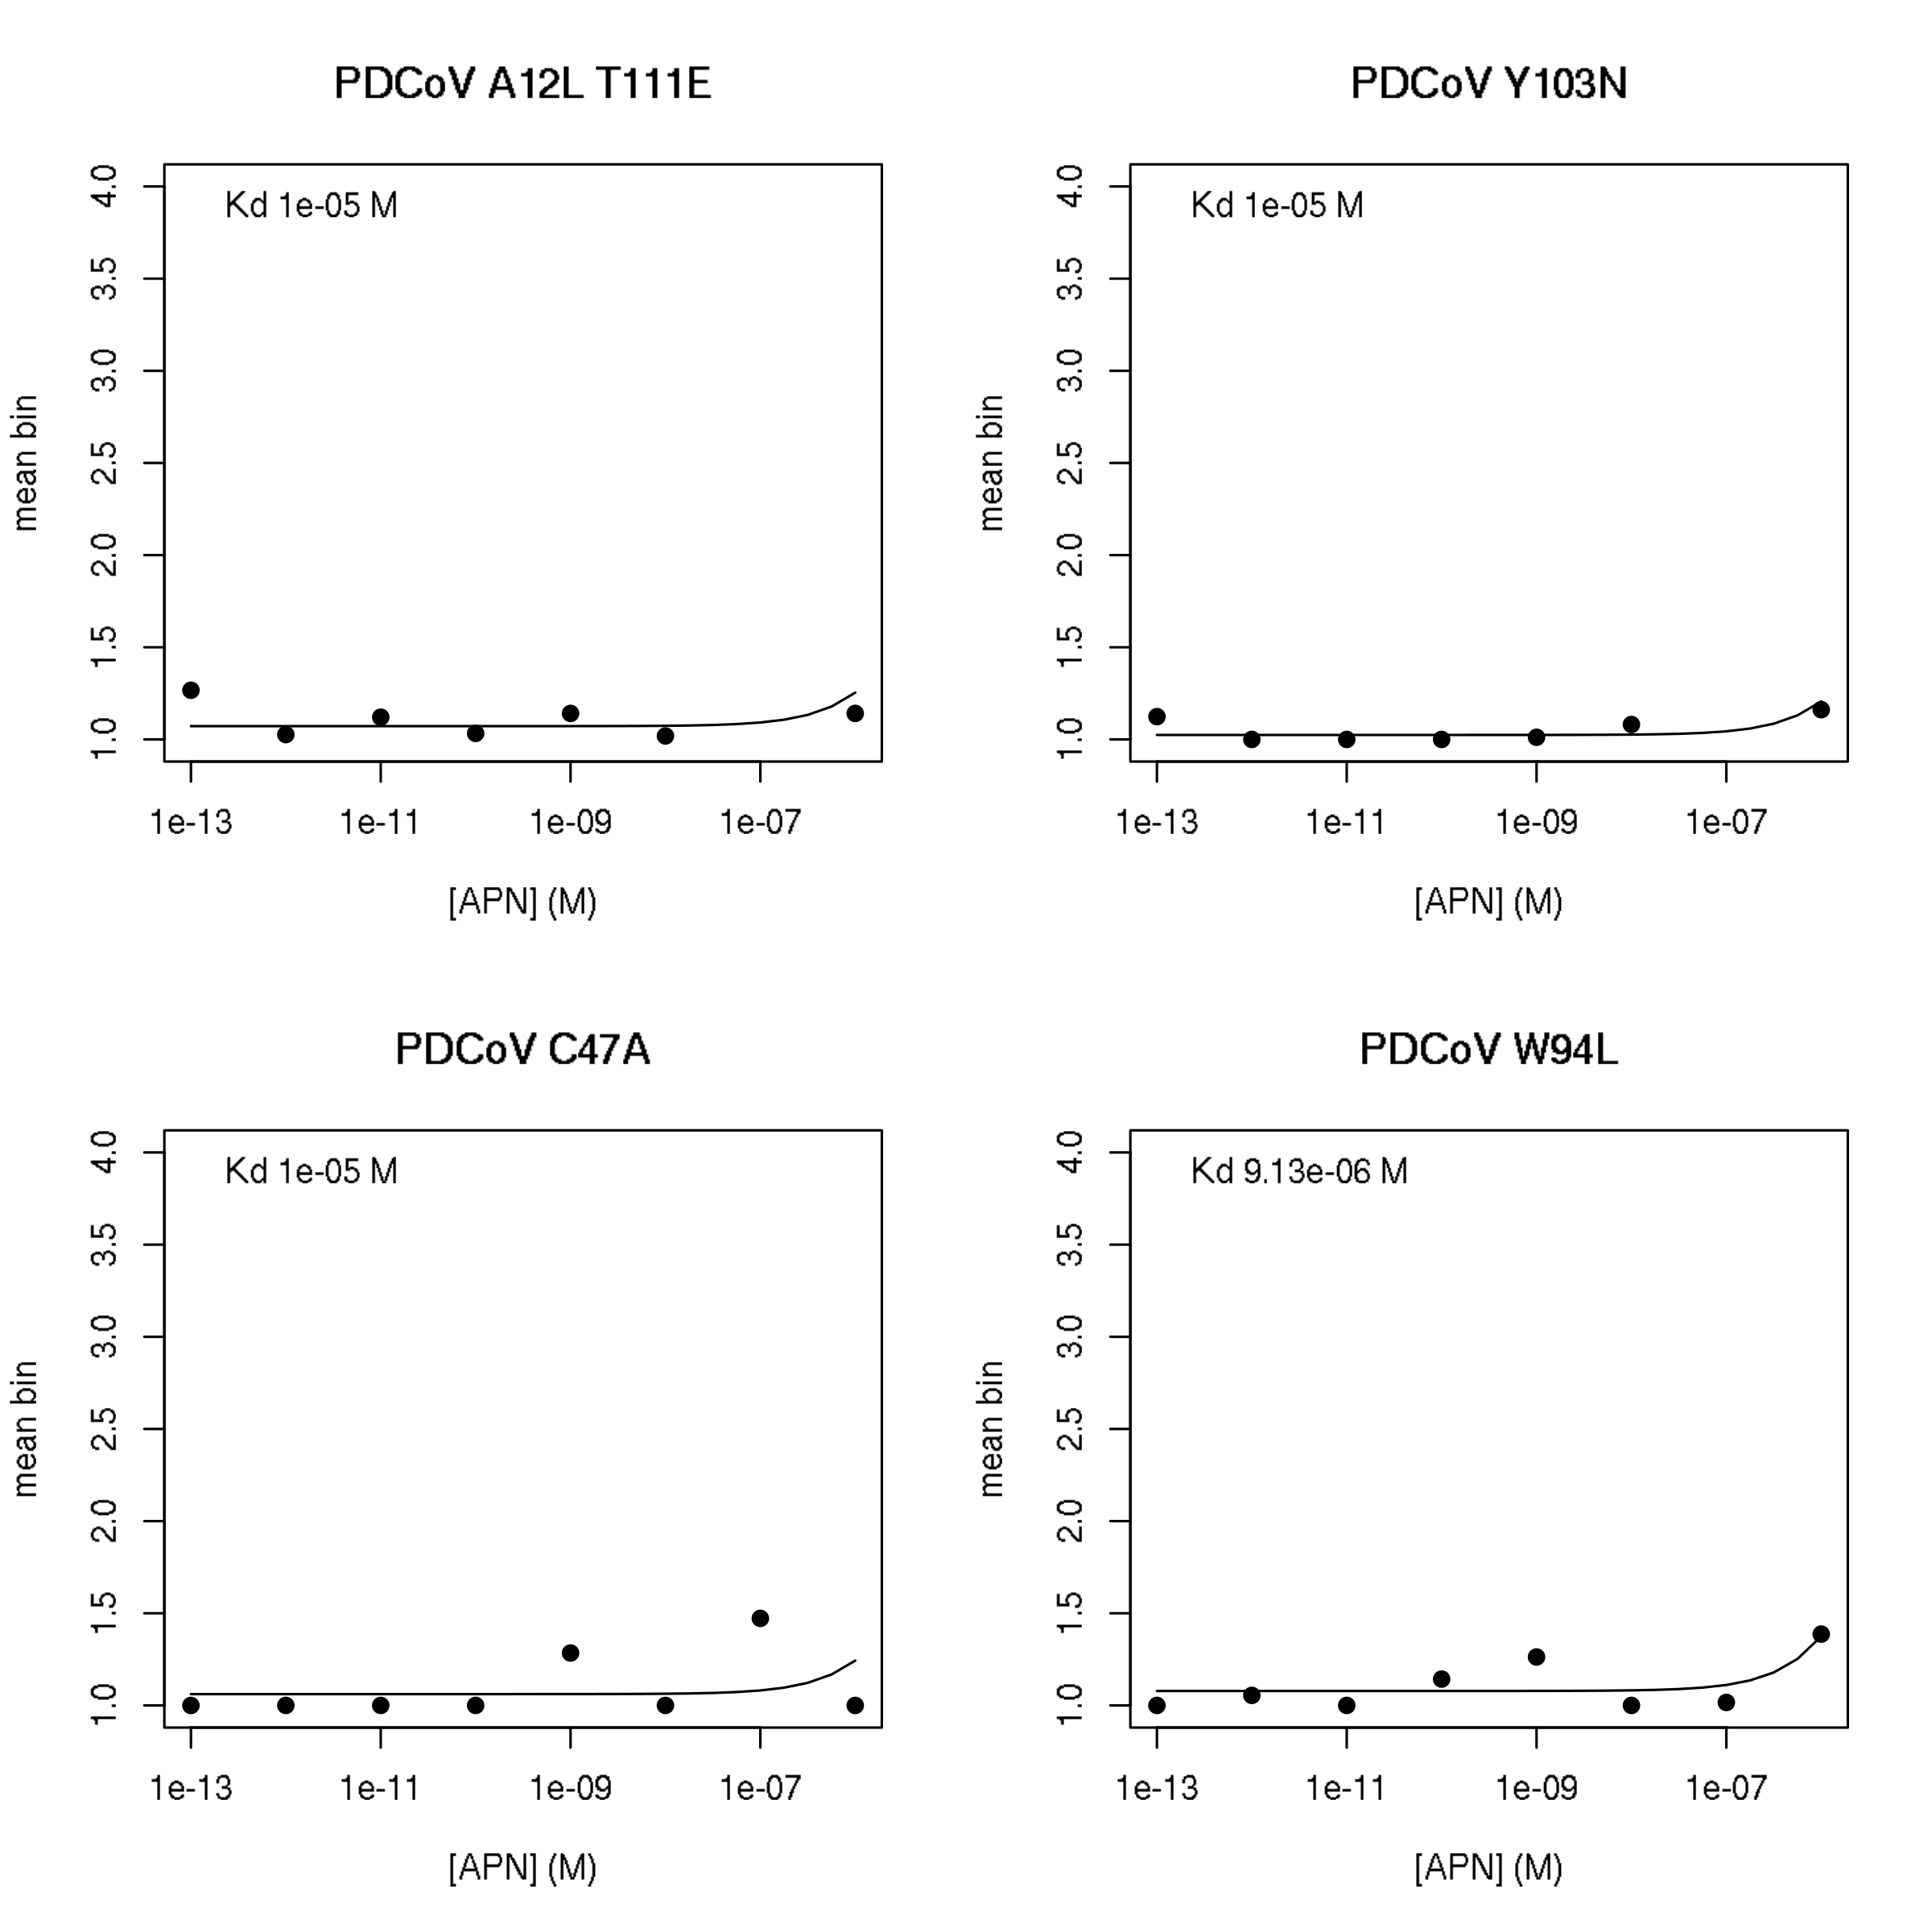 PDCoV A12L T111E
Kd 1e-05 M
4.0
3.5
3.0
2.5
2.0
1.5
1.0
mean bin
1e-13 1e-11 1e-09 1e-07
[APN] (M)
PDCoV Y103N
Kd 1e-05 M
4.0
3.5
3.0
2.5
2.0
1.5
1.0
mean bin
1e-13 1e-11 1e-09 1e-07
[APN] (M)
PDCoV C47A
Kd 1e-05 M
4.0
3.5
3.0
2.5
2.0
1.5
1.0
mean bin
1e-13 1e-11 1e-09 1e-07
[APN] (M)
PDCoV W94L
Kd 9.13e-06 M
4.0
3.5
3.0
2.5
2.0
1.5
1.0
mean bin
1e-13 1e-11 1e-09 1e-07
[APN] (M)